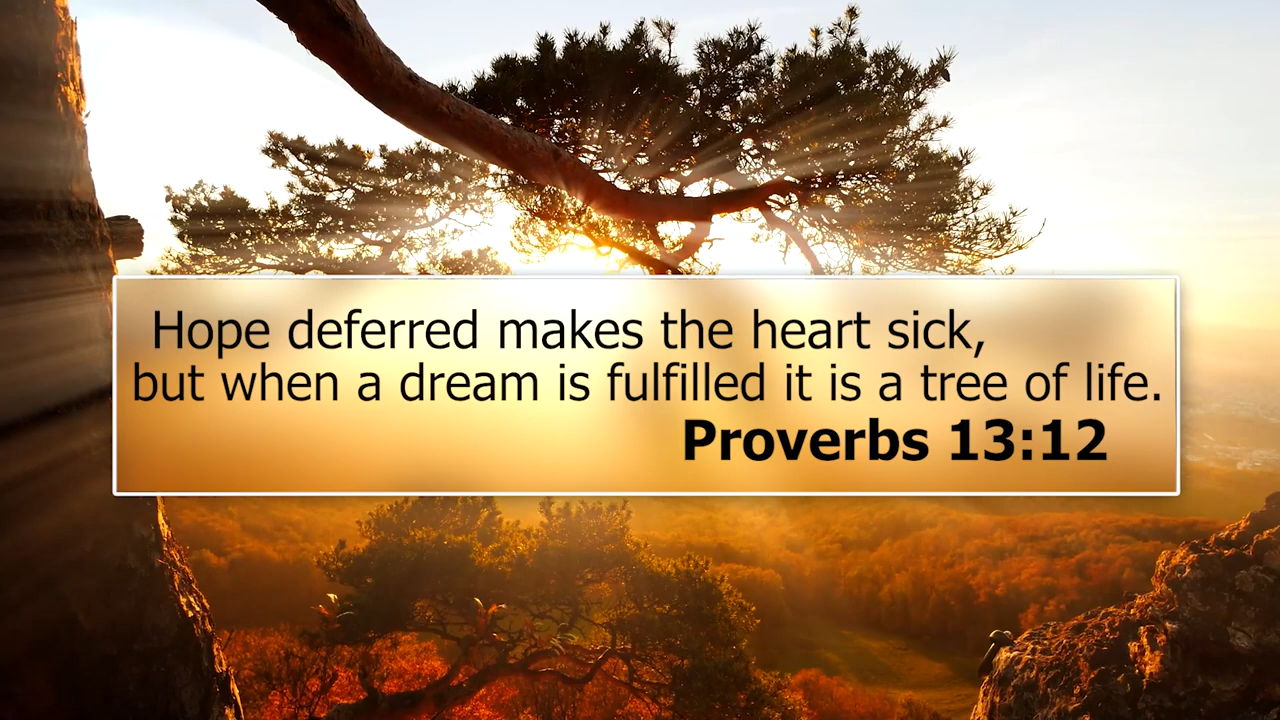 Hope deferred makes the heart sick,
but when a dream is fulfilled it is a tree of life.
Proverbs 13:12